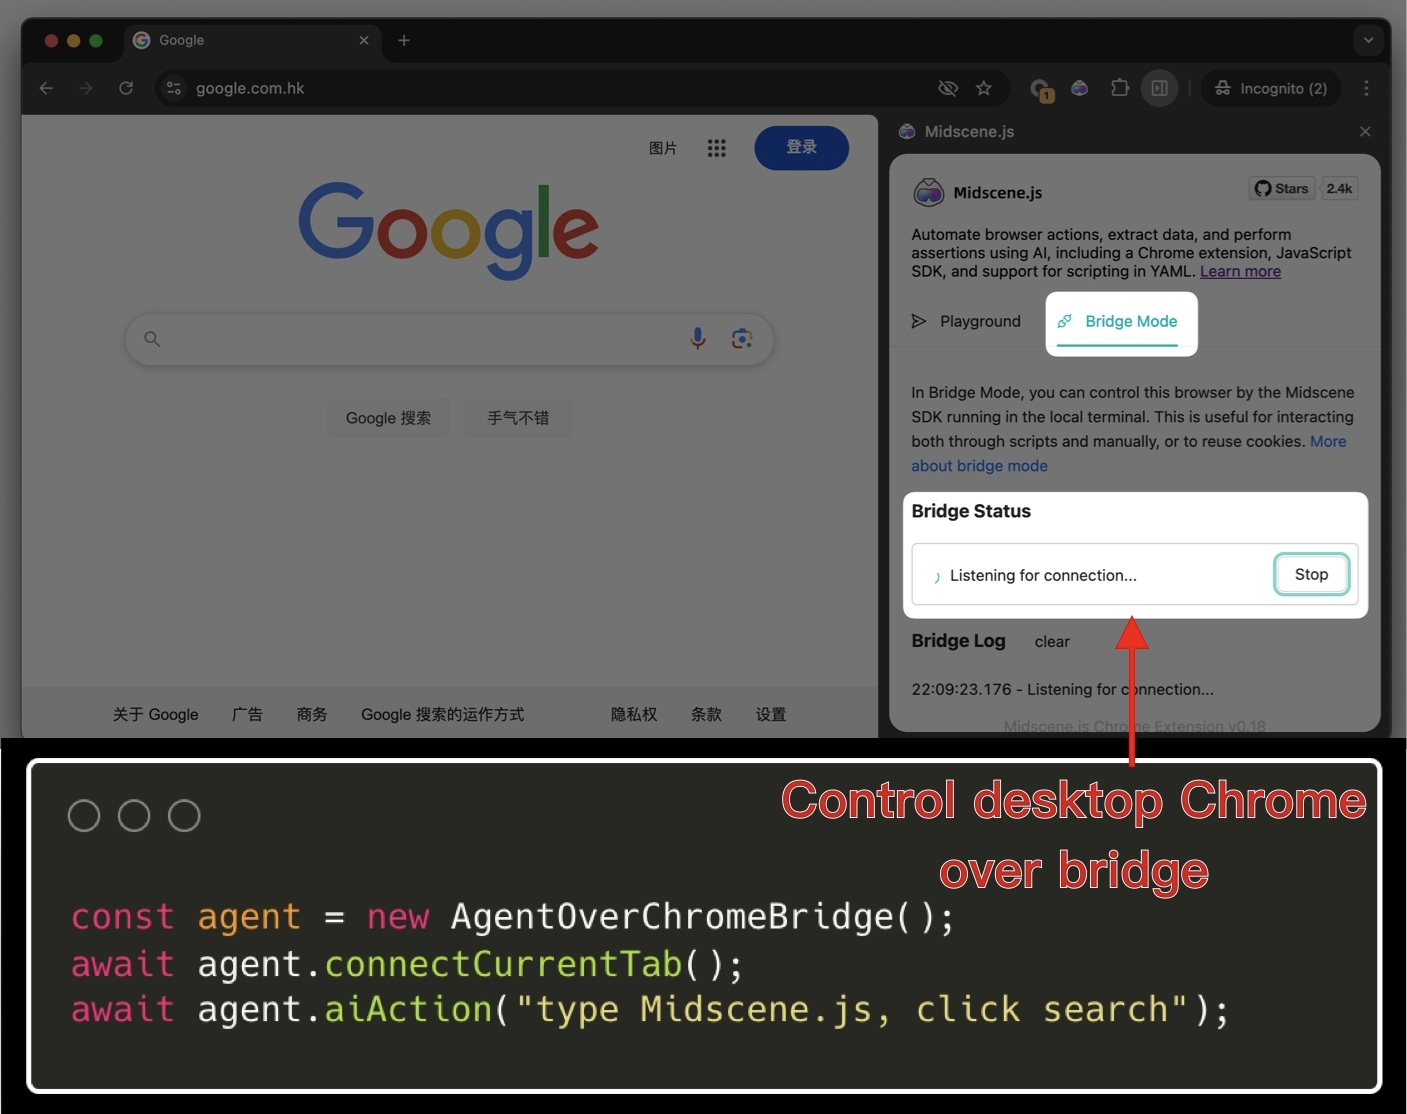 Google
google.com.hk
1
Incognito (2)
图片
登录
Google
Google 搜索
手气不错
关于 Google
广告
商务
Google 搜索的运作方式
隐私权
条款
设置
Midscene.js
Midscene.js
Stars
2.4k
Automate browser actions, extract data, and perform
assertions using AI, including a Chrome extension, JavaScript
SDK, and support for scripting in YAML. Learn more
Playground
Bridge Mode
In Bridge Mode, you can control this browser by the Midscene
SDK running in the local terminal. This is useful for interacting
both through scripts and manually, or to reuse cookies. More
about bridge mode
Bridge Status
Listening for connection...
Stop
Bridge Log
clear
22:09:23.176 - Listening for connection...
Midscene.js Chrome Extension v0.18
Control desktop Chrome
over bridge
const agent = new AgentOverChromeBridge();
await agent.connectCurrentTab();
await agent.aiAction("type Midscene.js, click search");